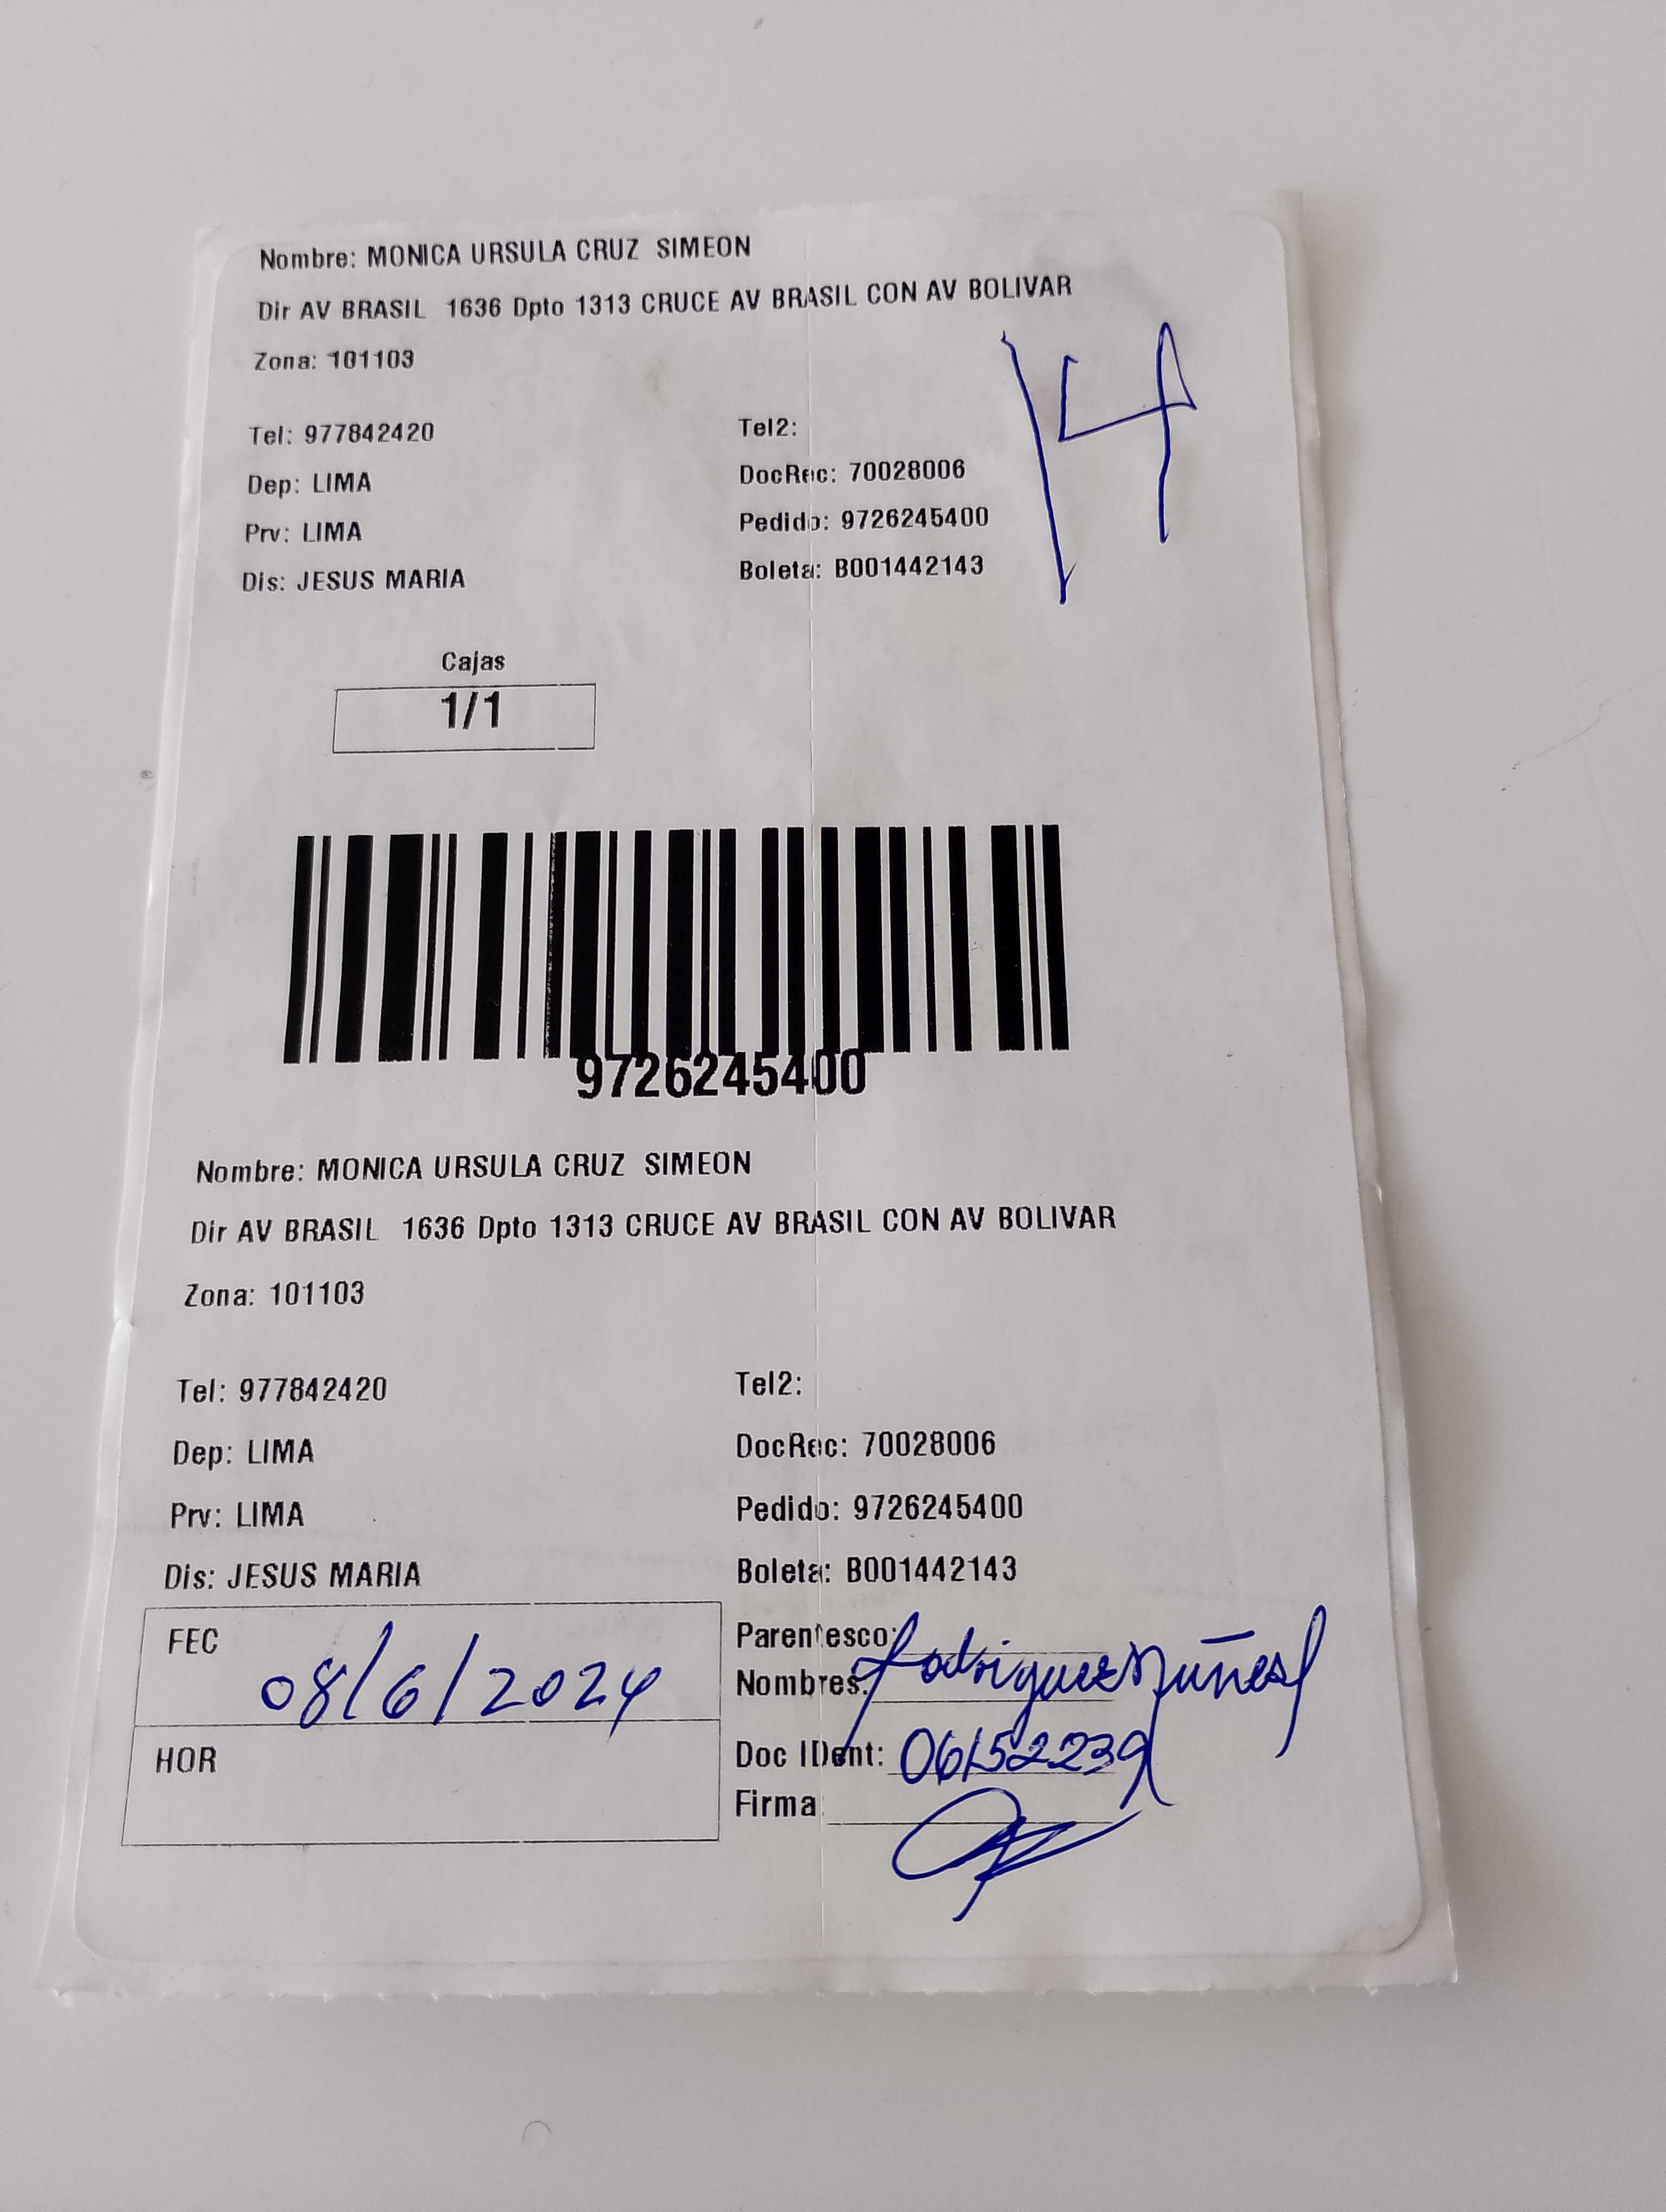 Nombre: MONICA URSULA CRUZ SIMEON
Dir AV BRASIL 1636 Dpto 1313 CRUCE AV BRASIL CON AV BOLIVAR
Zona: 101103
Tel: 977842420 Tel2:
Dep: LIMA DocRec: 70028006
Prv: LIMA Pedido: 9726245400
Dis: JESUS MARIA Boleta: B001442143
14
Cajas
1/1
9726245400
Nombre: MONICA URSULA CRUZ SIMEON
Dir AV BRASIL 1636 Dpto 1313 CRUCE AV BRASIL CON AV BOLIVAR
Zona: 101103
Tel: 977842420 Tel2:
Dep: LIMA DocRec: 70028006
Prv: LIMA Pedido: 9726245400
Dis: JESUS MARIA Boleta: B001442143
FEC 08/6/2024
HOR
Parentesco:
Nombres: Rodriguez Núñez
Doc IDent: 06152239
Firma